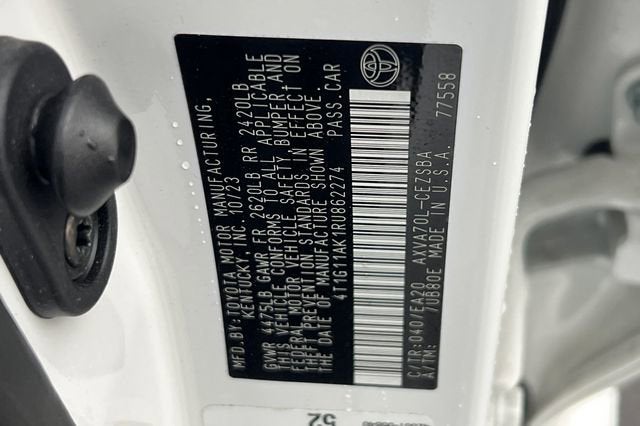 MFD. BY: TOYOTA MOTOR MANUFACTURING,
KENTUCKY, INC. 10/23
GVWR 4475LB GAWR FR 2620LB RR 2420LB
THIS VEHICLE CONFORMS TO ALL APPLICABLE
FEDERAL MOTOR VEHICLE SAFETY, BUMPER AND
THEFT PREVENTION STANDARDS IN EFFECT ON
THE DATE OF MANUFACTURE SHOWN ABOVE.
4T1G11AK1RU862274 PASS. CAR
C/TR: 040/EA20 AXVA70L-CEZSBA 77558
A/TM: /UB80E MADE IN U.S.A.
52